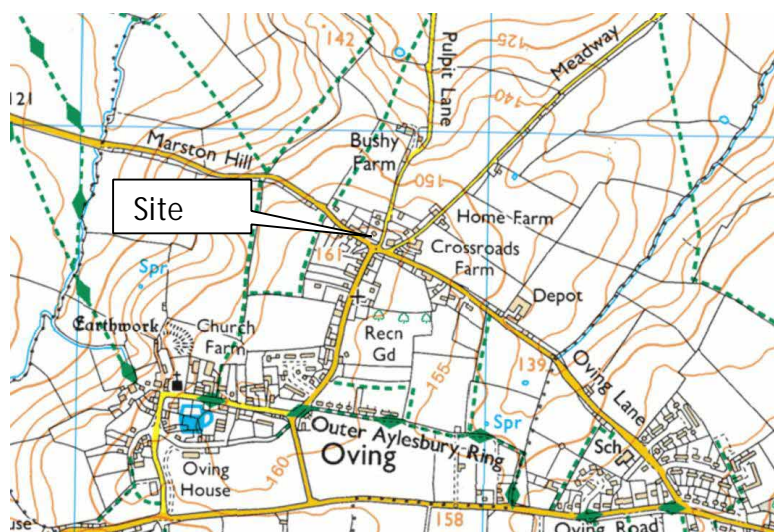 142
125
Pulpit Lane
Meadway
140
121
Marston Hill
Bushy
Farm
150
Site
Home Farm
161
Crossroads
Farm
Spr
Depot
Earthwork
Church
Farm
Recn
Gd
155
139
Oving Lane
Outer Aylesbury Ring
Spr
Oving
Sch
Oving
House
160
158
Oving Road